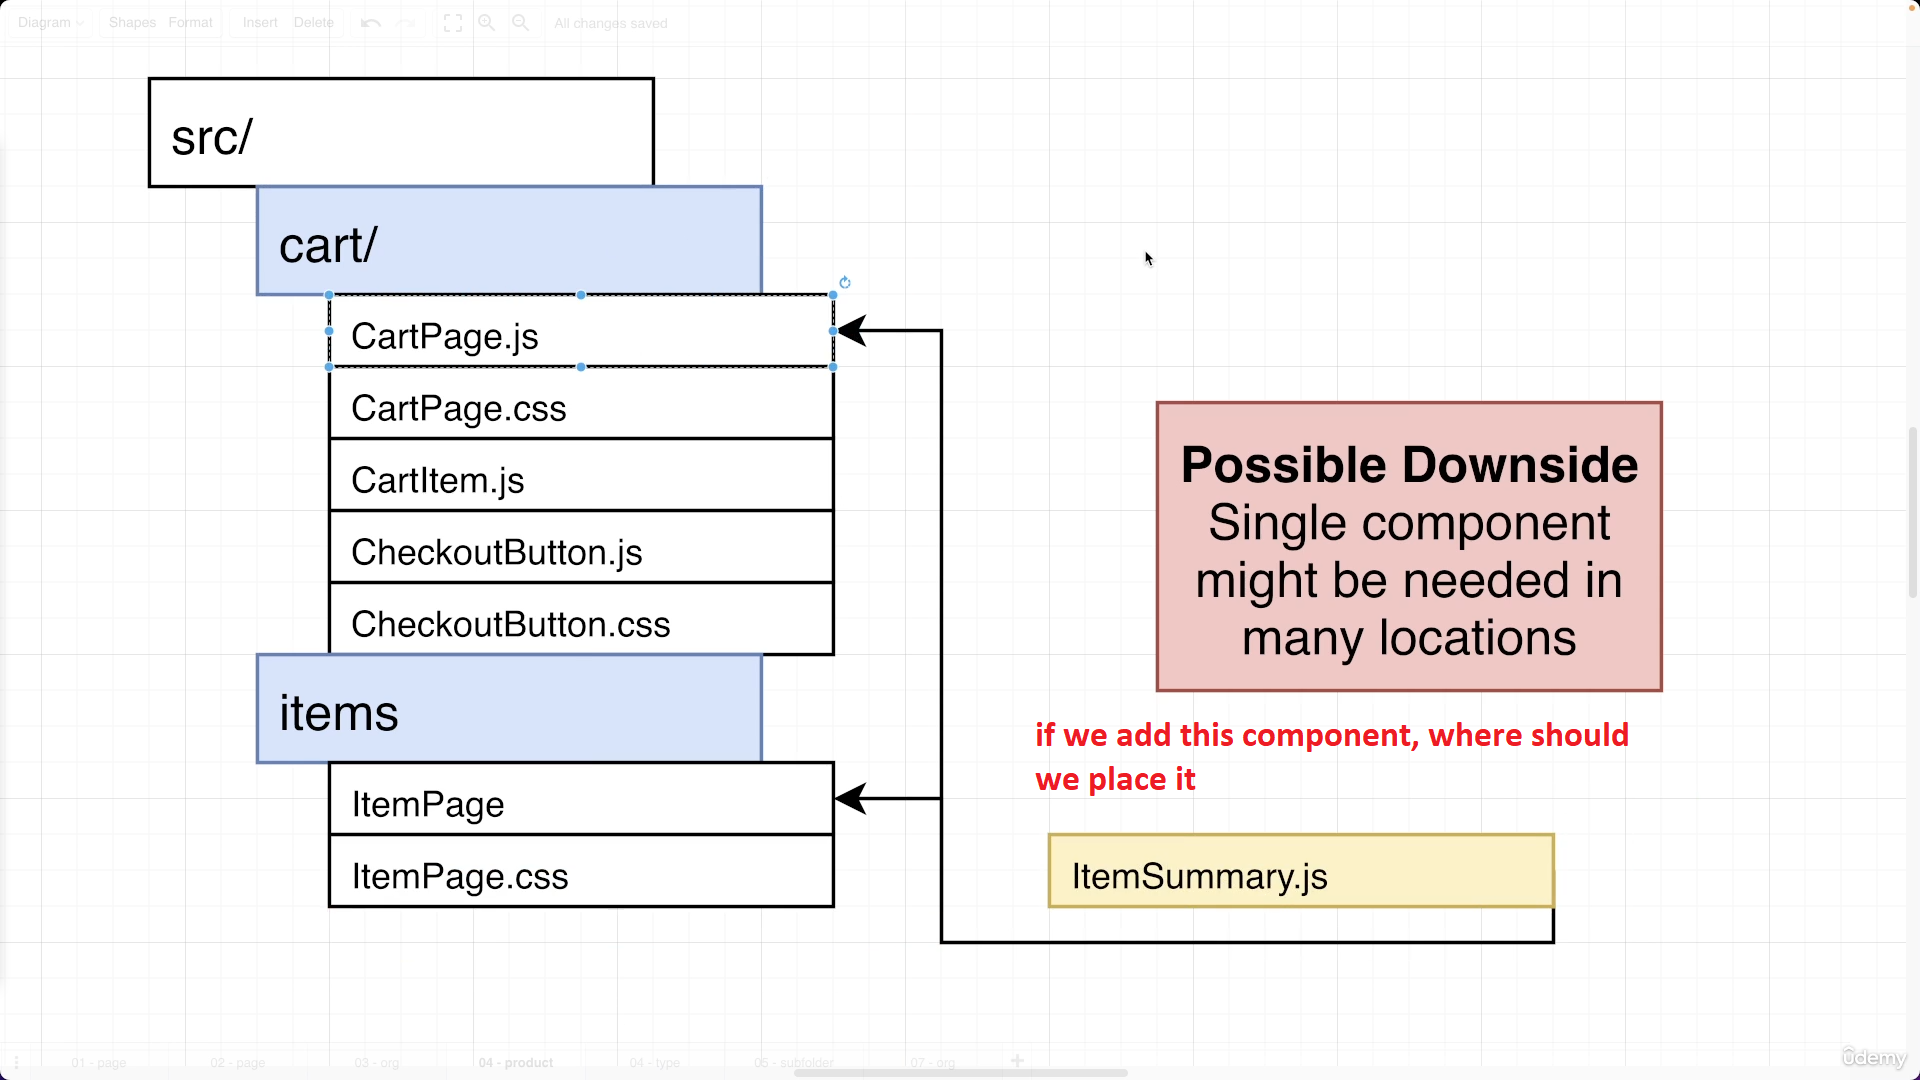 Diagram Shapes Format Insert Delete All changes saved
src/
cart/
CartPage.js
CartPage.css
CartItem.js
CheckoutButton.js
CheckoutButton.css
items
ItemPage
ItemPage.css
Possible Downside
Single component
might be needed in
many locations
if we add this component, where should
we place it
ItemSummary.js
01 - page 02 - page 03 - org 04 - product 04 - type 05 - subfolder 07 - org
ûdemy